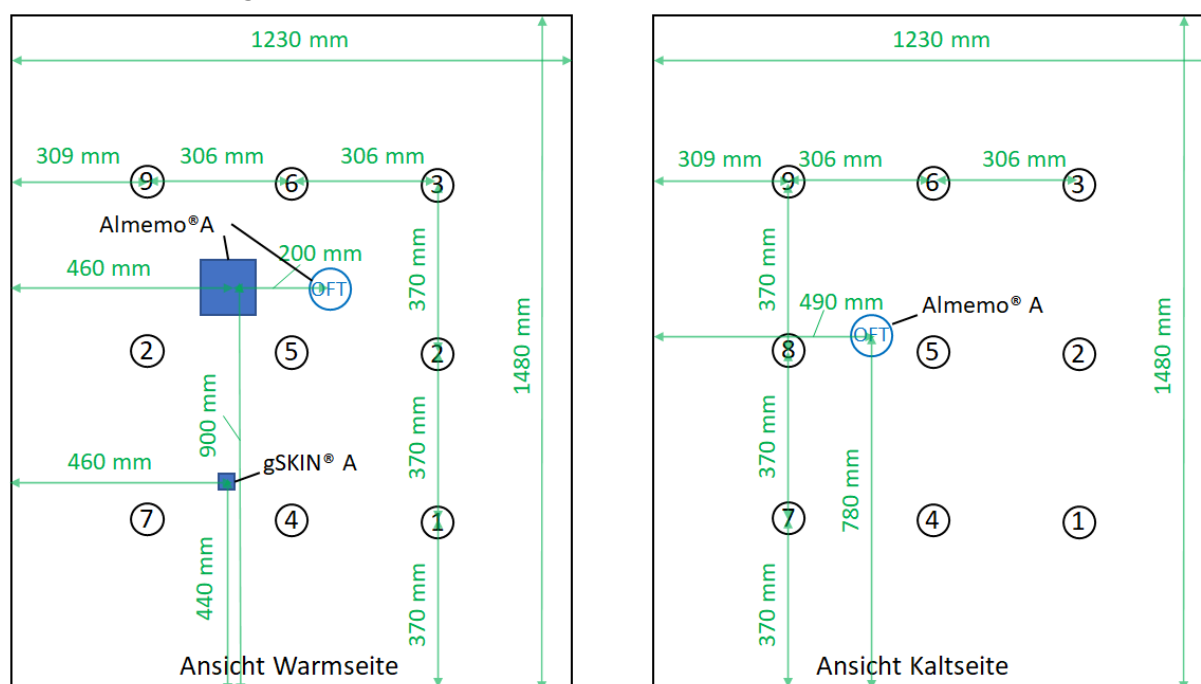 1230 mm
309 mm
306 mm
306 mm
9
6
3
Almemo®A
200 mm
460 mm
OFT
370 mm
2
5
2
1480 mm
900 mm
460 mm
gSKIN® A
370 mm
7
4
1
440 mm
370 mm
Ansicht Warmseite
1230 mm
309 mm
306 mm
306 mm
9
6
3
370 mm
490 mm
Almemo® A
OFT
8
5
2
1480 mm
370 mm
780 mm
7
4
1
370 mm
Ansicht Kaltseite